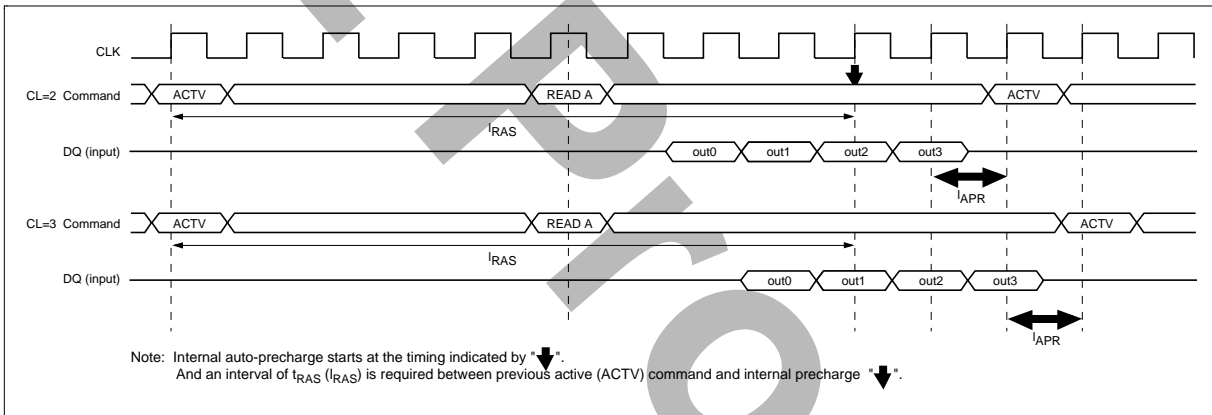 CLK
CL=2 Command ACTV READ A ACTV
lRAS
DQ (input) out0 out1 out2 out3
lAPR
CL=3 Command ACTV READ A ACTV
lRAS
DQ (input) out0 out1 out2 out3
lAPR
Note: Internal auto-precharge starts at the timing indicated by " ".
And an interval of tRAS (lRAS) is required between previous active (ACTV) command and internal precharge " ".